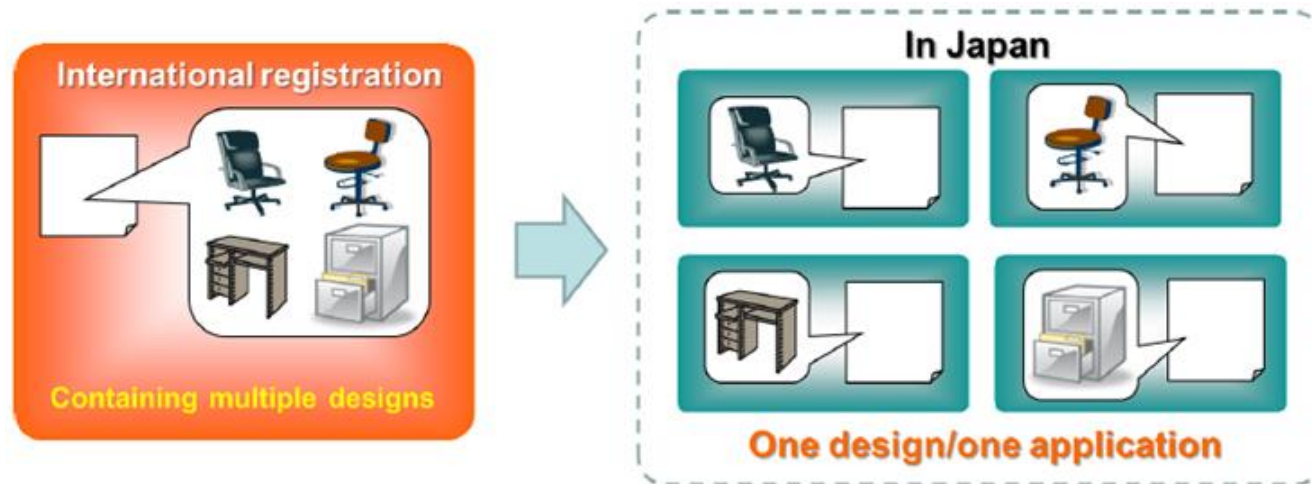 International registration
Containing multiple designs
In Japan
One design/one application